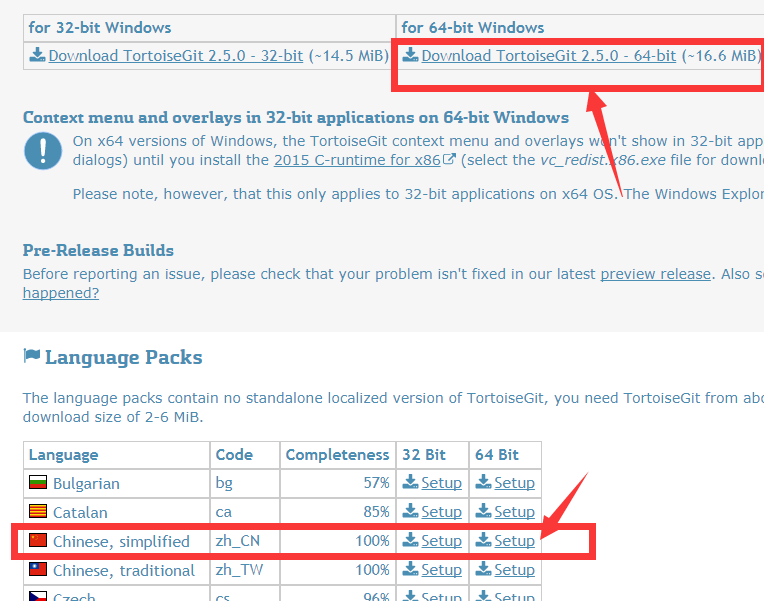 for 32-bit Windows
for 64-bit Windows
Download TortoiseGit 2.5.0 - 32-bit (~14.5 MiB)
Download TortoiseGit 2.5.0 - 64-bit (~16.6 MiB)
Context menu and overlays in 32-bit applications on 64-bit Windows
On x64 versions of Windows, the TortoiseGit context menu and overlays won't show in 32-bit app
dialogs) until you install the 2015 C-runtime for x86 (select the vc_redist.x86.exe file for downl
Please note, however, that this only applies to 32-bit applications on x64 OS. The Windows Explor
Pre-Release Builds
Before reporting an issue, please check that your problem isn't fixed in our latest preview release. Also s
happened?
Language Packs
The language packs contain no standalone localized version of TortoiseGit, you need TortoiseGit from abo
download size of 2-6 MiB.
Language Code Completeness 32 Bit 64 Bit
Bulgarian bg 57% Setup Setup
Catalan ca 85% Setup Setup
Chinese, simplified zh_CN 100% Setup Setup
Chinese, traditional zh_TW 100% Setup Setup
Czech cs 96% Setup Setup